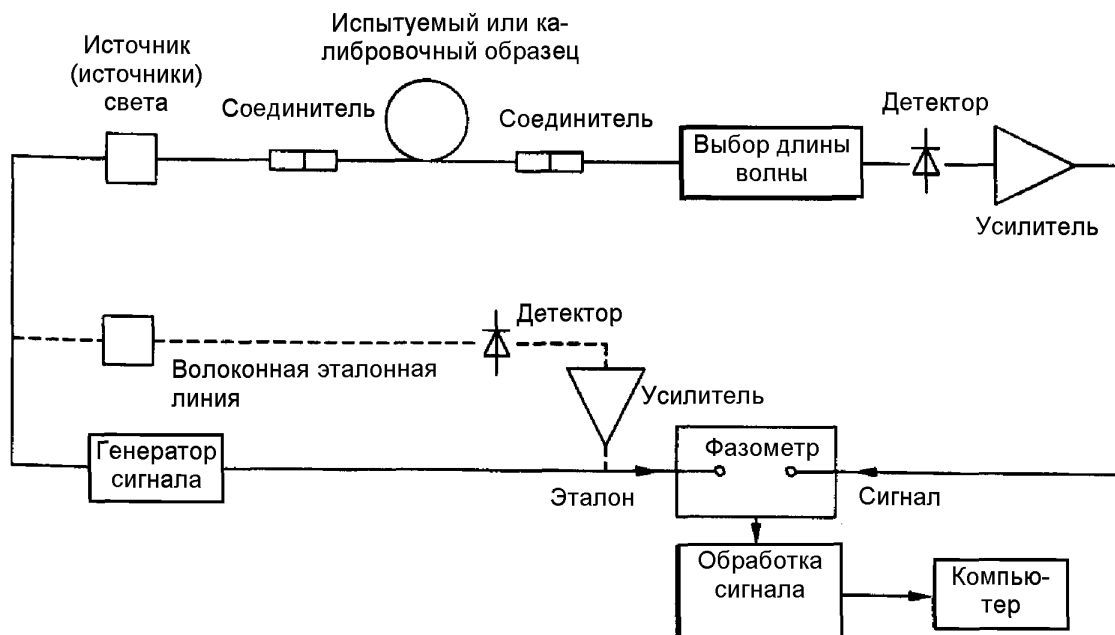 Источник
(источники)
света
Испытуемый или ка-
либровочный образец
Соединитель
Соединитель
Выбор длины
волны
Детектор
Усилитель
Детектор
Волоконная эталонная
линия
Усилитель
Генератор
сигнала
Фазометр
Эталон
Сигнал
Обработка
сигнала
Компью-
тер